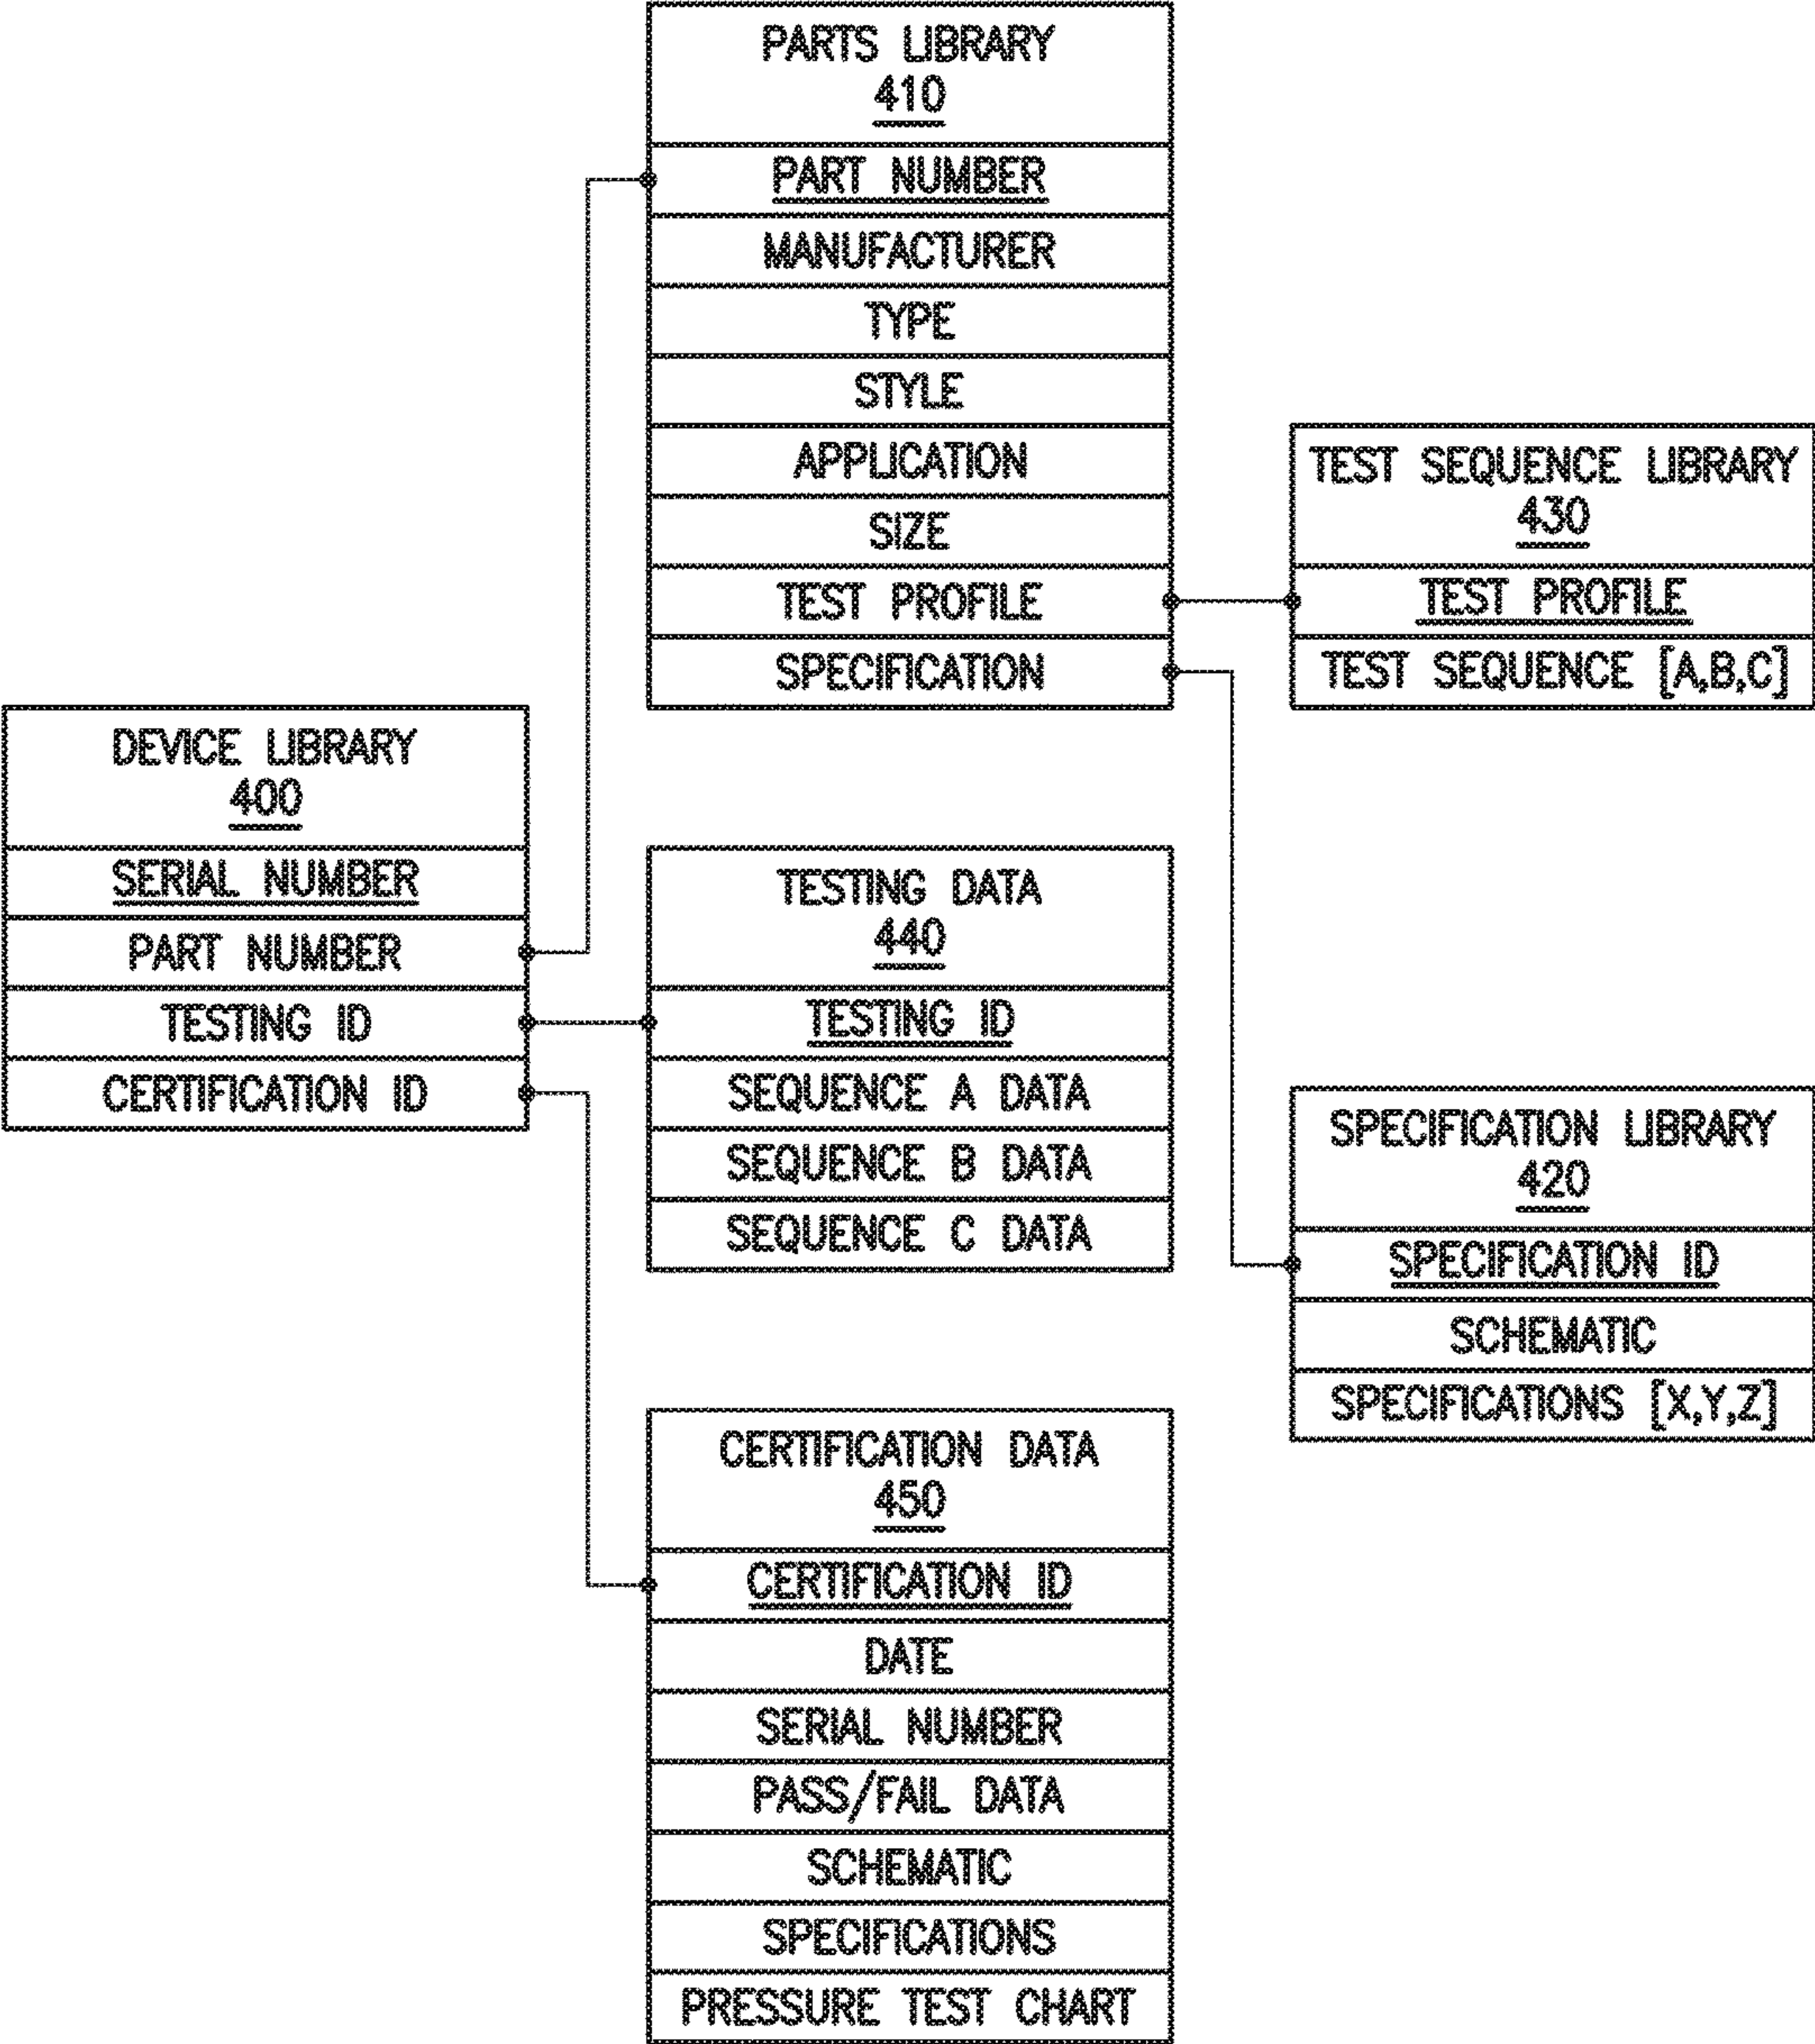 PARTS LIBRARY
410
PART NUMBER
MANUFACTURER
TYPE
STYLE
APPLICATION
SIZE
TEST PROFILE
SPECIFICATION
TEST SEQUENCE LIBRARY
430
TEST PROFILE
TEST SEQUENCE [A,B,C]
DEVICE LIBRARY
400
SERIAL NUMBER
PART NUMBER
TESTING ID
CERTIFICATION ID
TESTING DATA
440
TESTING ID
SEQUENCE A DATA
SEQUENCE B DATA
SEQUENCE C DATA
SPECIFICATION LIBRARY
420
SPECIFICATION ID
SCHEMATIC
SPECIFICATIONS [X,Y,Z]
CERTIFICATION DATA
450
CERTIFICATION ID
DATE
SERIAL NUMBER
PASS/FAIL DATA
SCHEMATIC
SPECIFICATIONS
PRESSURE TEST CHART